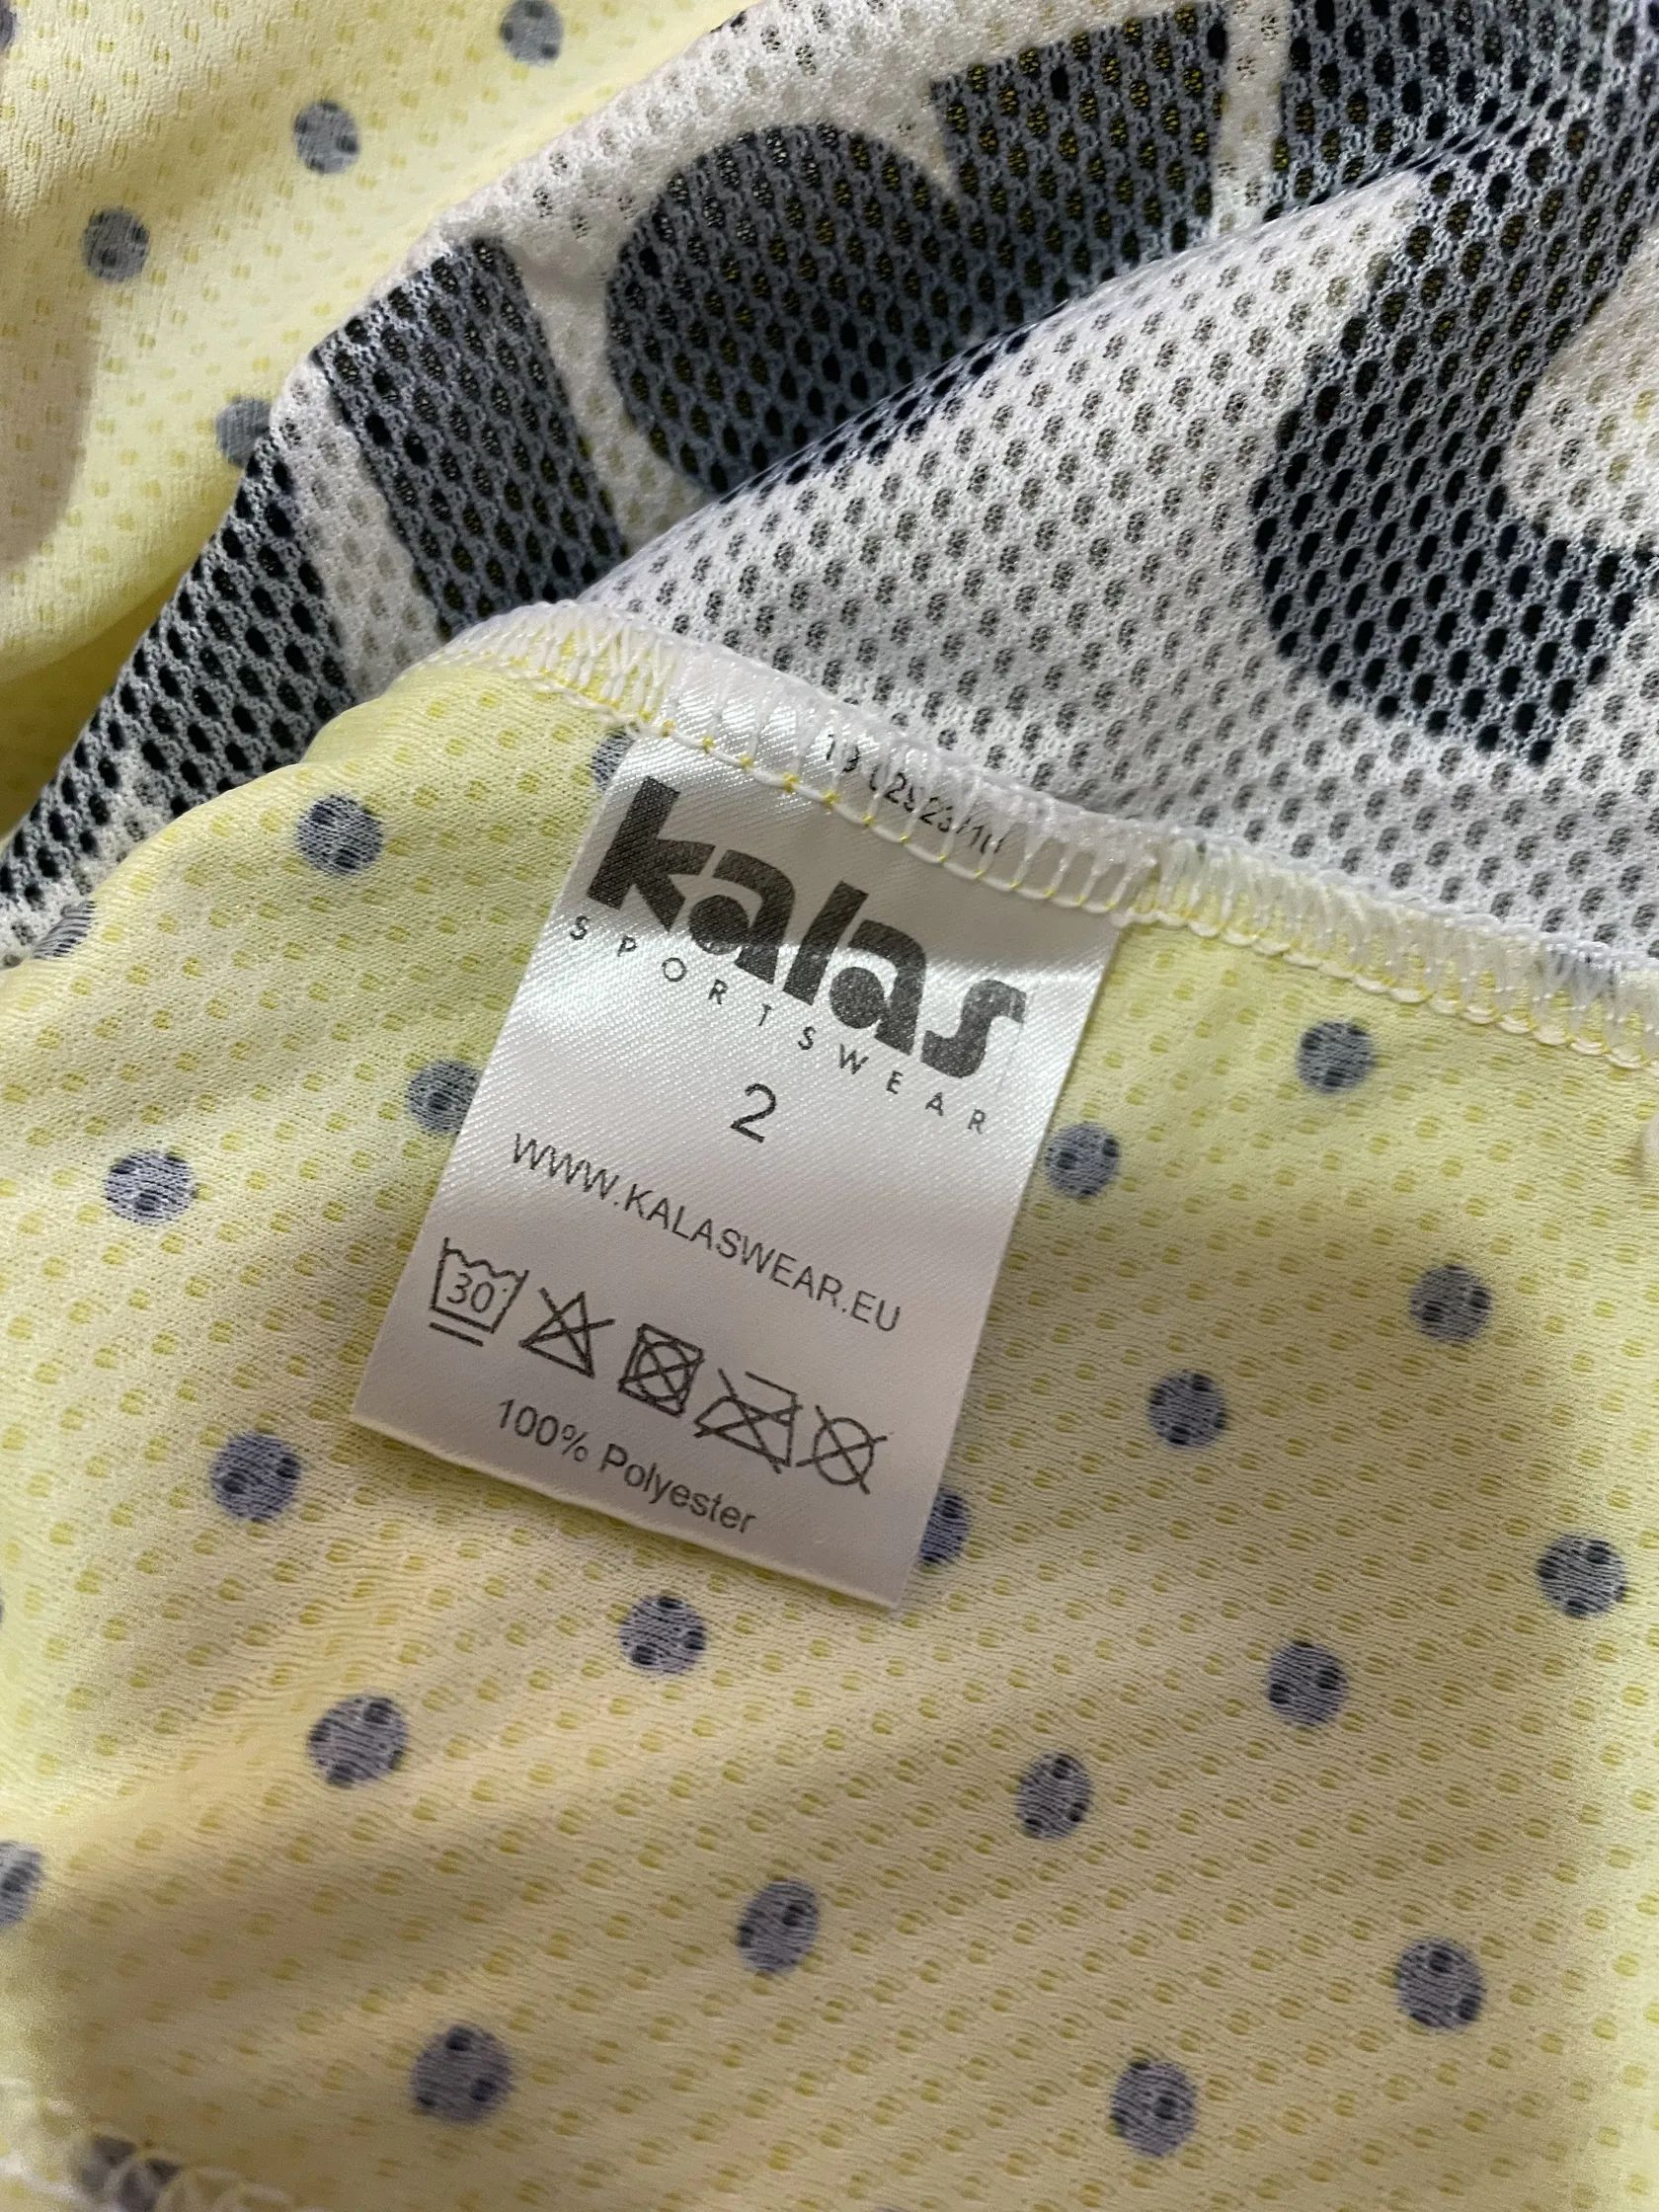 kalas
SPORTSWEAR
2
WWW.KALASWEAR.EU
30
100% Polyester